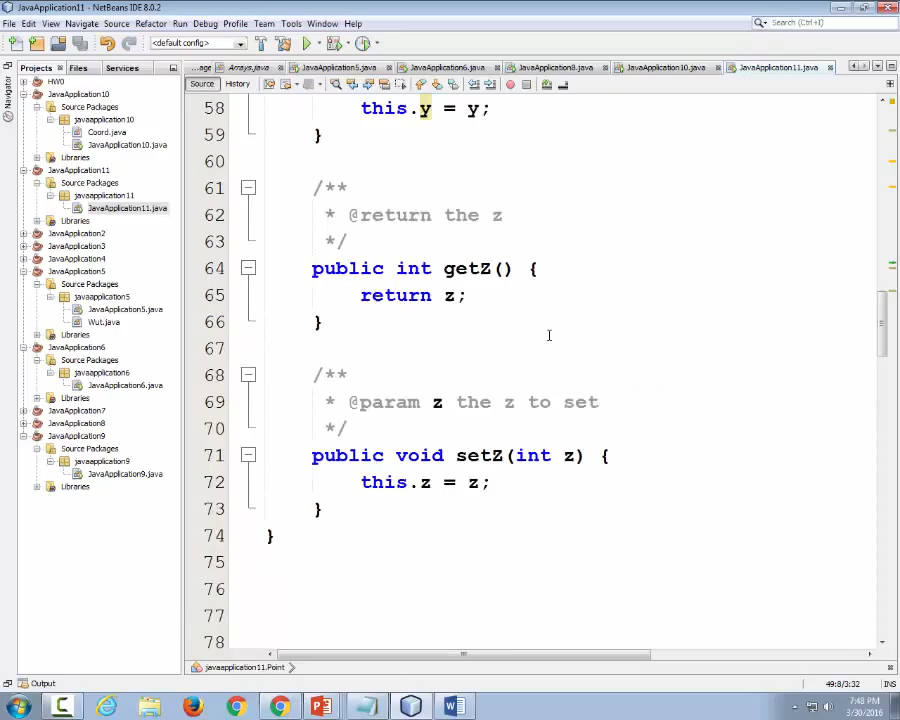 JavaApplication11 - NetBeans IDE 8.0.2
File Edit View Navigate Source Refactor Run Debug Profile Team Tools Window Help
Search (Ctrl+I)
<default config>
Projects Files Services
...age Arrays.java JavaApplication5.java JavaApplication6.java JavaApplication8.java JavaApplication10.java JavaApplication11.java
Source History
Navigator
HW0
JavaApplication10
Source Packages
javaapplication10
Coord.java
JavaApplication10.java
Libraries
JavaApplication11
Source Packages
javaapplication11
JavaApplication11.java
Libraries
JavaApplication2
JavaApplication3
JavaApplication4
JavaApplication5
Source Packages
javaapplication5
JavaApplication5.java
Wut.java
Libraries
JavaApplication6
Source Packages
javaapplication6
JavaApplication6.java
Libraries
JavaApplication7
JavaApplication8
JavaApplication9
Source Packages
javaapplication9
JavaApplication9.java
Libraries
58 this.y = y;
59 }
60
61 /**
62 * @return the z
63 */
64 public int getZ() {
65 return z;
66 }
67
68 /**
69 * @param z the z to set
70 */
71 public void setZ(int z) {
72 this.z = z;
73 }
74 }
75
76
77
78
javaapplication11.Point
Output
49:8/3:32 INS
7:48 PM
3/30/2016